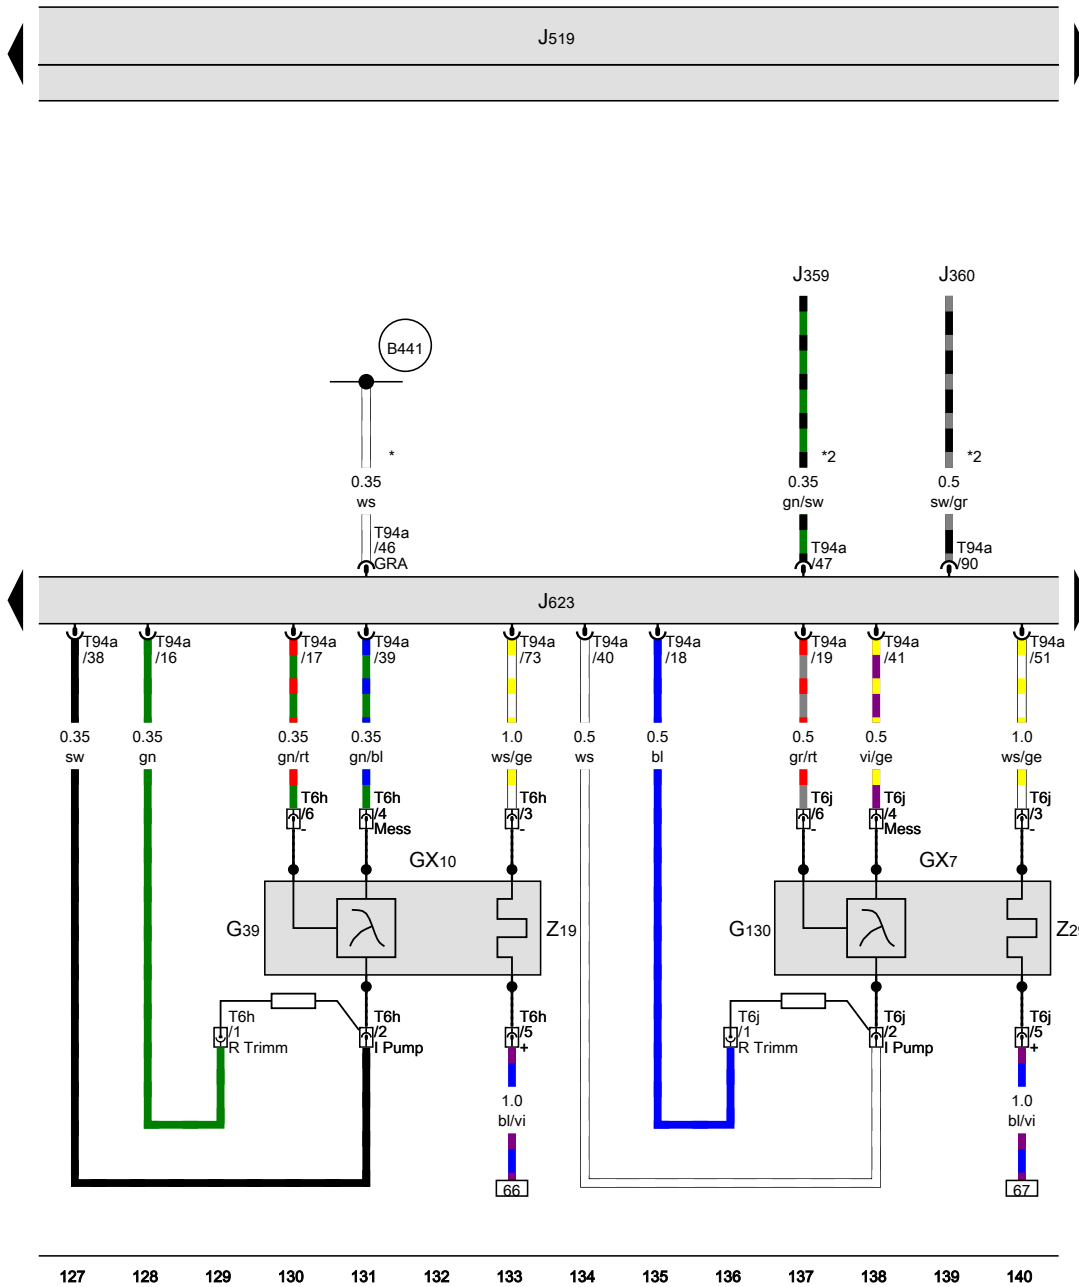 J519
J359
J360
B441
*
*2
*2
0.35
0.35
0.5
ws
gn/sw
sw/gr
T94a
/46
GRA
T94a
/47
T94a
/90
J623
T94a
/38
T94a
/16
T94a
/17
T94a
/39
T94a
/73
T94a
/40
T94a
/18
T94a
/19
T94a
/41
T94a
/51
0.35
0.35
0.35
0.35
1.0
0.5
0.5
0.5
0.5
1.0
sw
gn
gn/rt
gn/bl
ws/ge
ws
bl
gr/rt
vi/ge
ws/ge
T6h
/6
-
T6h
/4
Mess
T6h
/3
-
T6j
/6
-
T6j
/4
Mess
T6j
/3
-
GX10
GX7
G39
Z19
G130
T6h
/1
R Trimm
T6h
/2
I Pump
T6h
/5
+
T6j
/1
R Trimm
T6j
/2
I Pump
T6j
/5
+
1.0
bl/vi
1.0
bl/vi
66
67
127 128 129 130 131 132 133 134 135 136 137 138 139 140